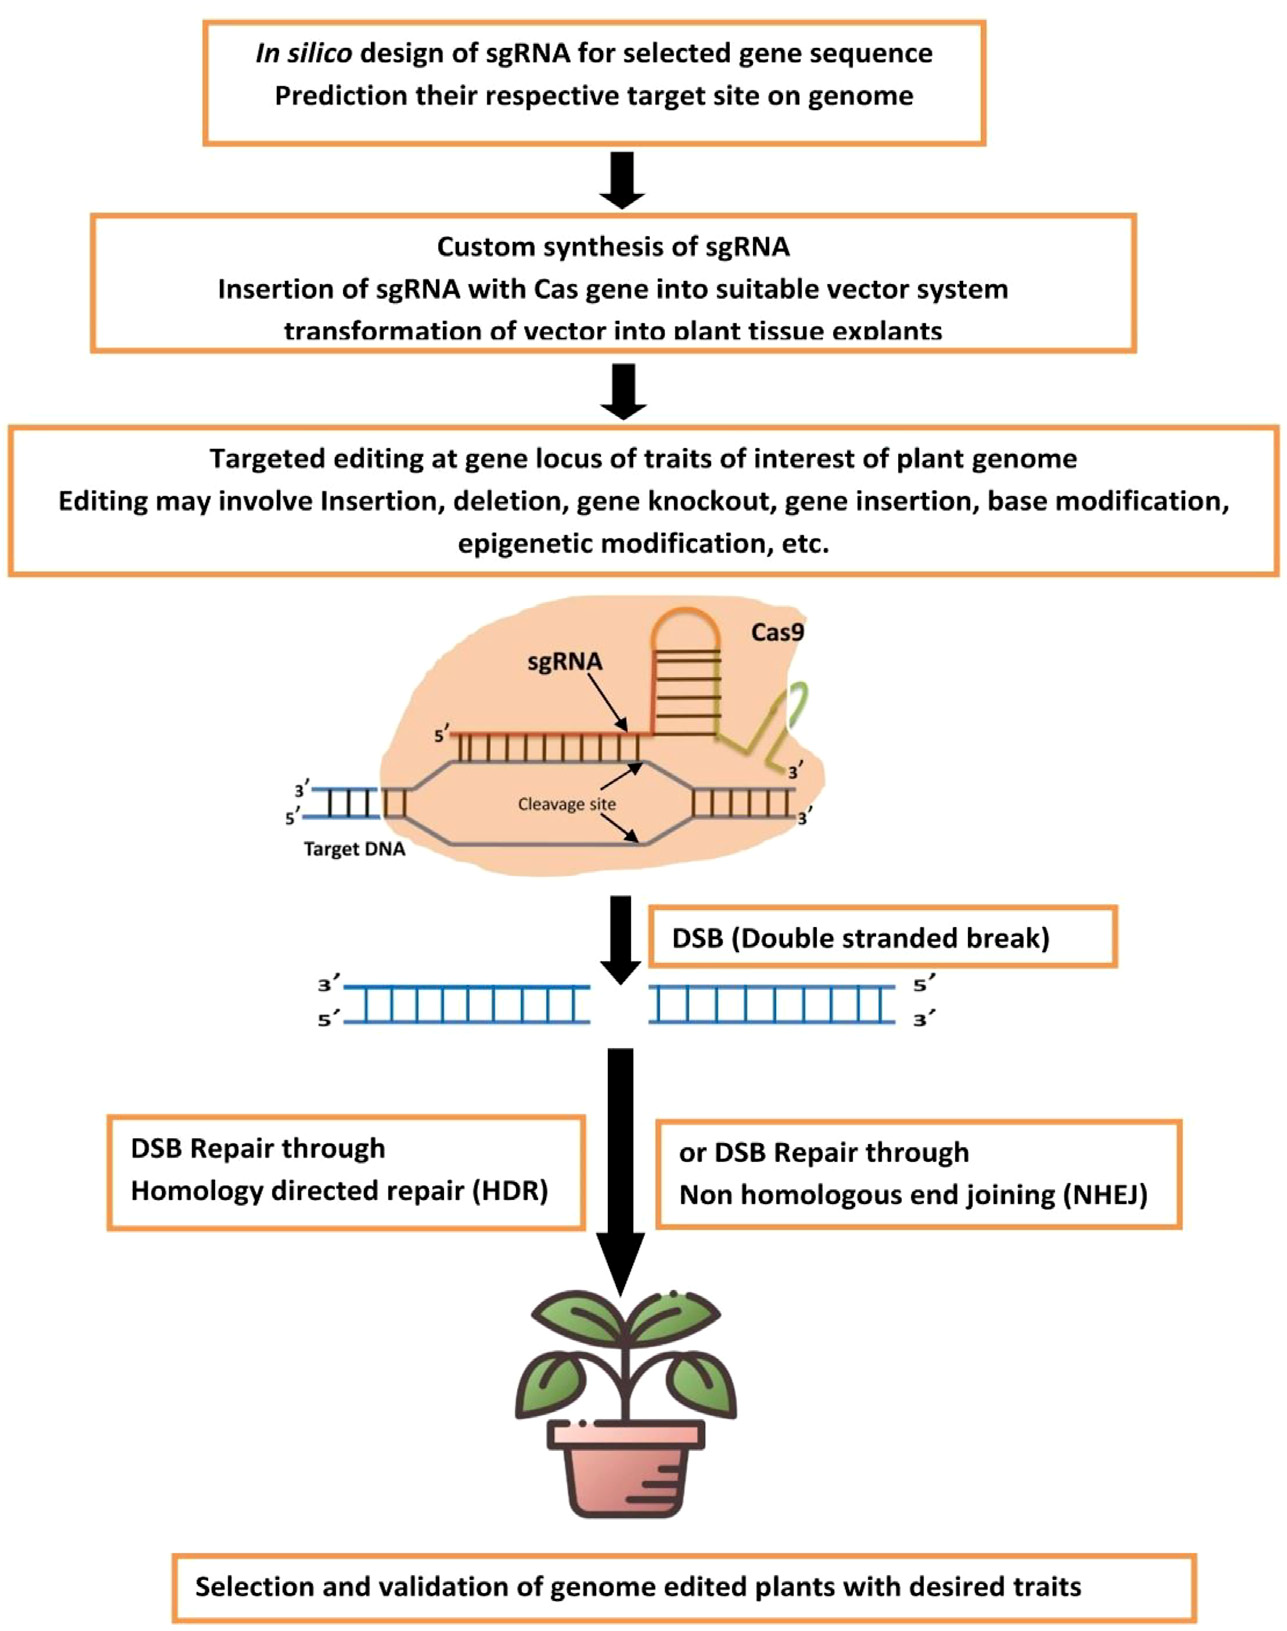 In silico design of sgRNA for selected gene sequence
Prediction their respective target site on genome
Custom synthesis of sgRNA
Insertion of sgRNA with Cas gene into suitable vector system
transformation of vector into plant tissue explants
Targeted editing at gene locus of traits of interest of plant genome
Editing may involve Insertion, deletion, gene knockout, gene insertion, base modification,
epigenetic modification, etc.
Cas9
sgRNA
5′
3′
3′
Cleavage site
5′
3′
Target DNA
DSB (Double stranded break)
3′
5′
5′
3′
DSB Repair through
Homology directed repair (HDR)
or DSB Repair through
Non homologous end joining (NHEJ)
Selection and validation of genome edited plants with desired traits